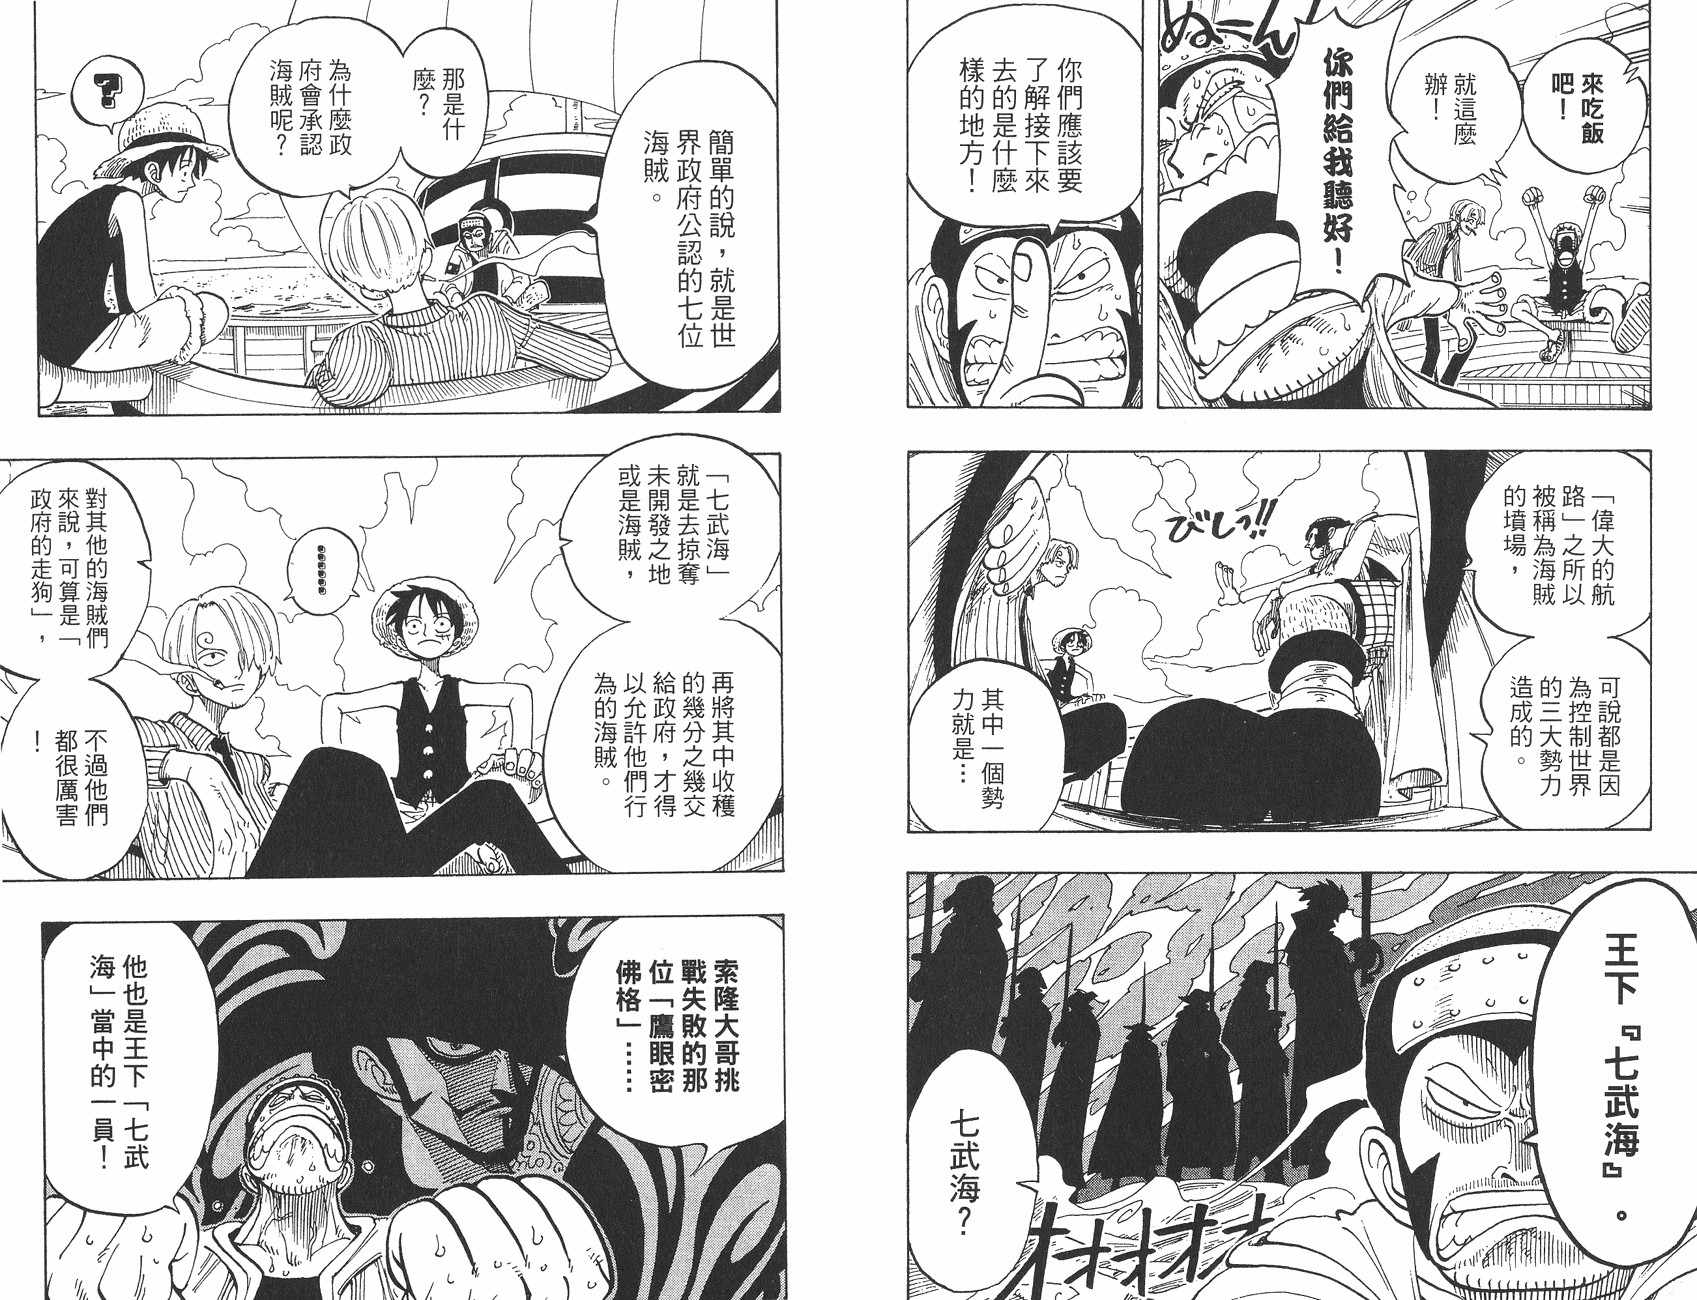 來吃飯
吧！
就這麼
辦！
ぬーん
你們給我聽好！
你們應該要
了解接下來
去的是什麼
樣的地方！
「偉大的航
路」之所以
被稱為海賊
的墳場，
可說都是因
為控制世界
的三大勢力
造成的。
びしっ!!
其中一個勢
力就是…
王下『七武海』。
七武海？
オオオオオ
簡單的說，就是世
界政府公認的七位
海賊。
那是什
麼？
為什麼政
府會承認
海賊呢？
？
「七武海」
就是去掠奪
未開發之地
或是海賊，
再將其中收穫
的幾分之幾交
給政府，才得
以允許他們行
為的海賊。
……
對其他的海賊們
來說，可算是「
政府的走狗」，
不過他們
都很厲害
！
索隆大哥挑
戰失敗的那
位「鷹眼密
佛格」……
他也是王下「七武
海」當中的一員！